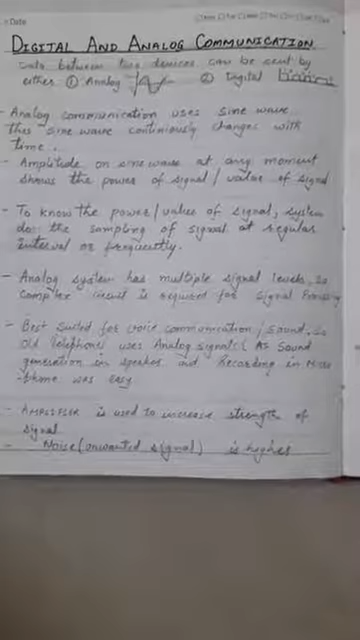 Date
DIGITAL AND ANALOG COMMUNICATION
Data between two devices can be sent by
either ① Analog ② Digital
- Analog communication uses sine wave.
This sine wave continiously changes with
time.
- Amplitude on sine wave at any moment
shows the power of signal / value of signal
- To know the power / value of signal, system
do the sampling of signal at regular
interval or frequently.
- Analog system has multiple signal levels, so
complex circuit is required for signal
- Best suited for voice communication / sound. So
old Telephones uses Analog signals. As sound
generation in speaker and Recording in
phone was easy
- AMPLIFIER is used to increase strength of
signal
- Noise (unwanted signal) is higher